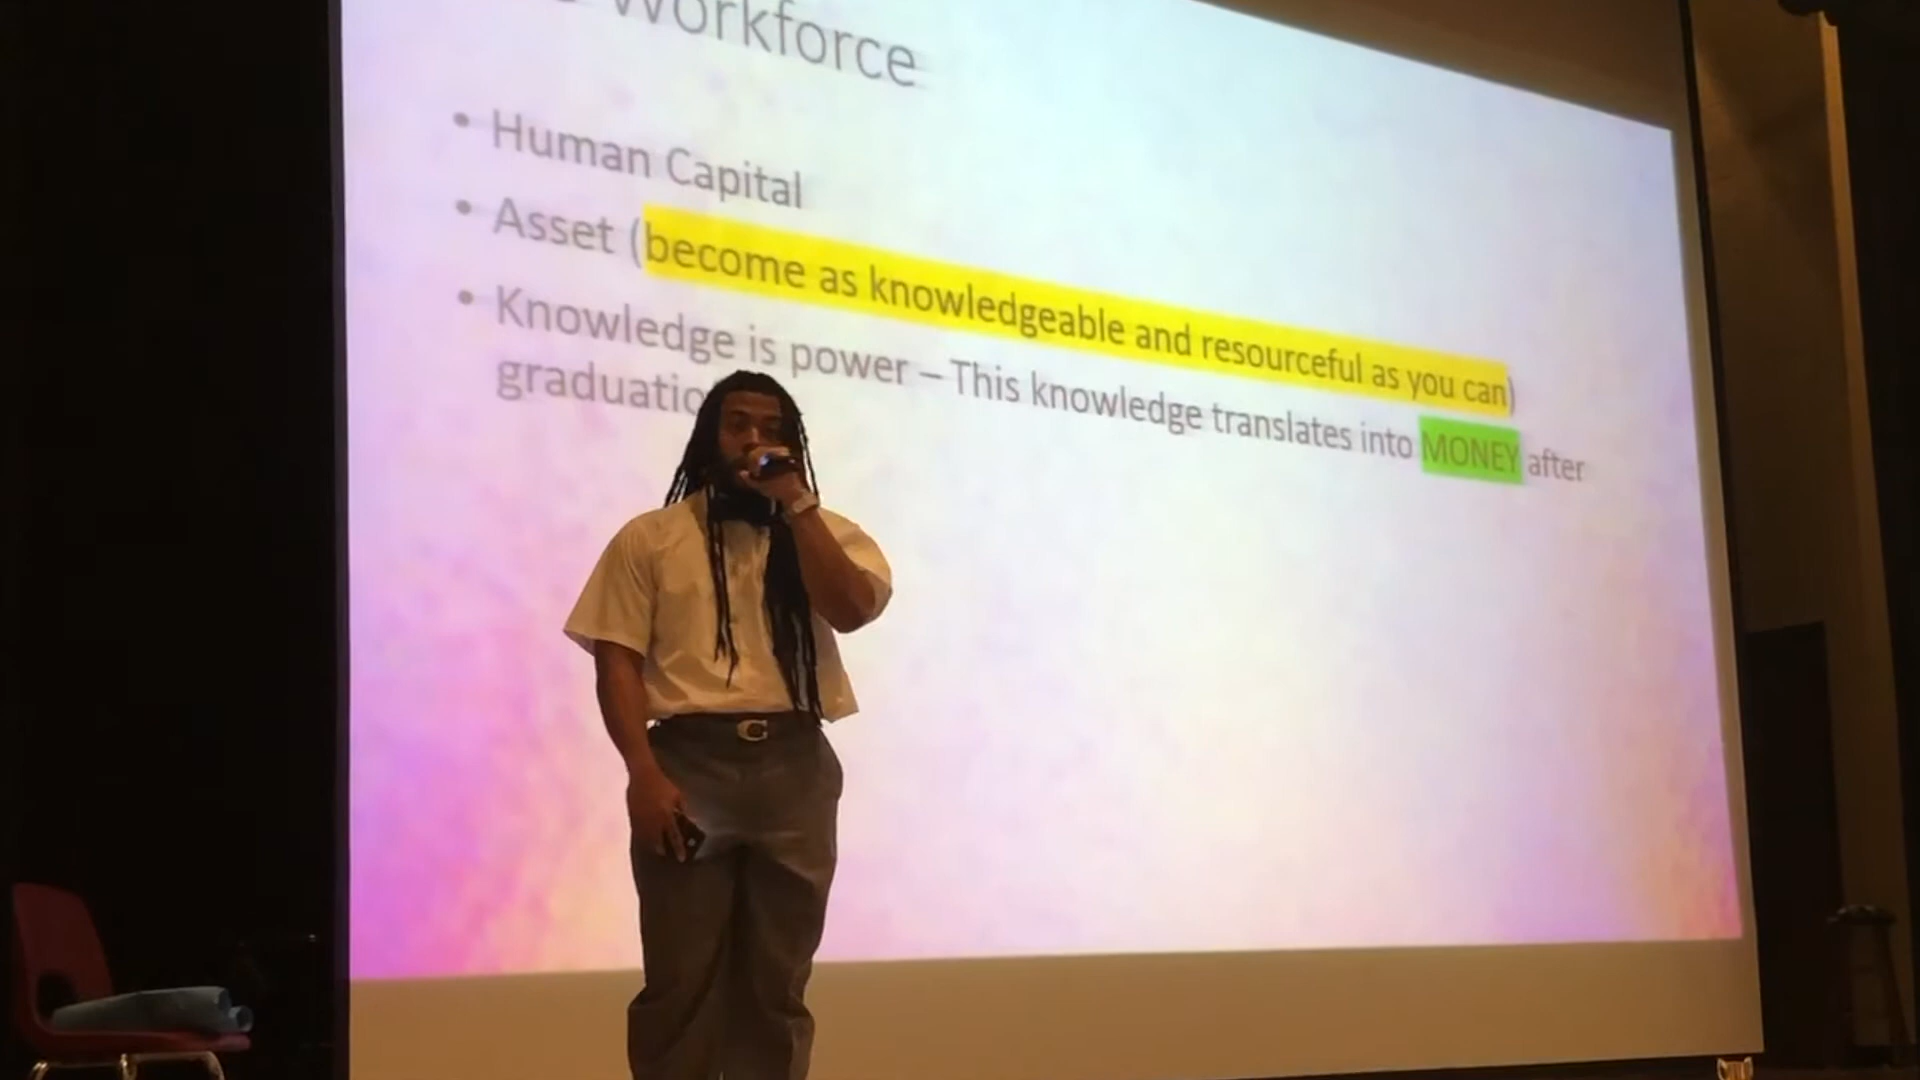 Workforce
• Human Capital
• Asset (become as knowledgeable and resourceful as you can)
• Knowledge is power – This knowledge translates into MONEY after
graduatio